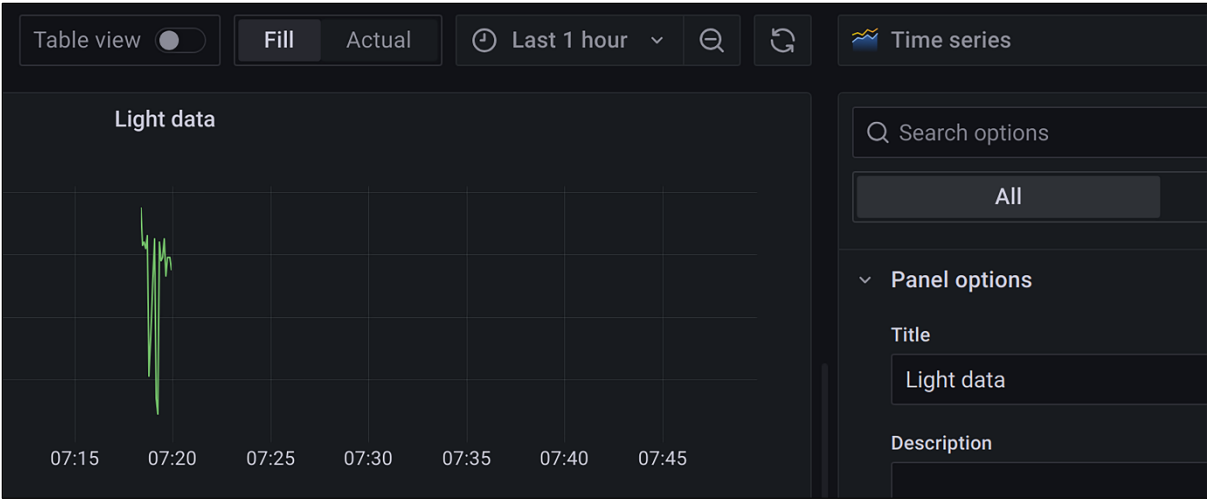 Table view
Fill
Actual
Last 1 hour
Time series
Light data
Search options
All
Panel options
Title
Light data
Description
07:15
07:20
07:25
07:30
07:35
07:40
07:45